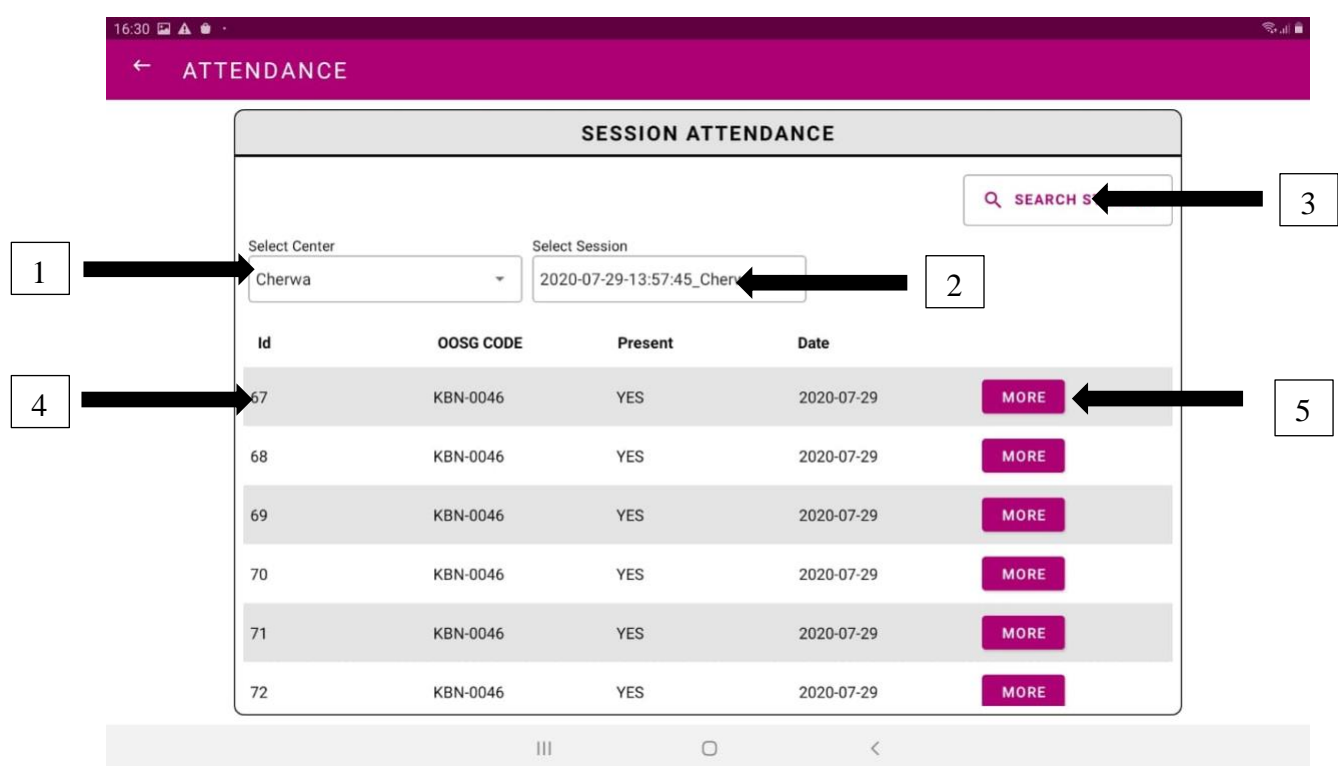 16:30
ATTENDANCE
SESSION ATTENDANCE
SEARCH
3
Select Center
Select Session
1
Cherwa
2020-07-29-13:57:45_Cher
2
Id OOSG CODE Present Date
4
67 KBN-0046 YES 2020-07-29 MORE
5
68 KBN-0046 YES 2020-07-29 MORE
69 KBN-0046 YES 2020-07-29 MORE
70 KBN-0046 YES 2020-07-29 MORE
71 KBN-0046 YES 2020-07-29 MORE
72 KBN-0046 YES 2020-07-29 MORE